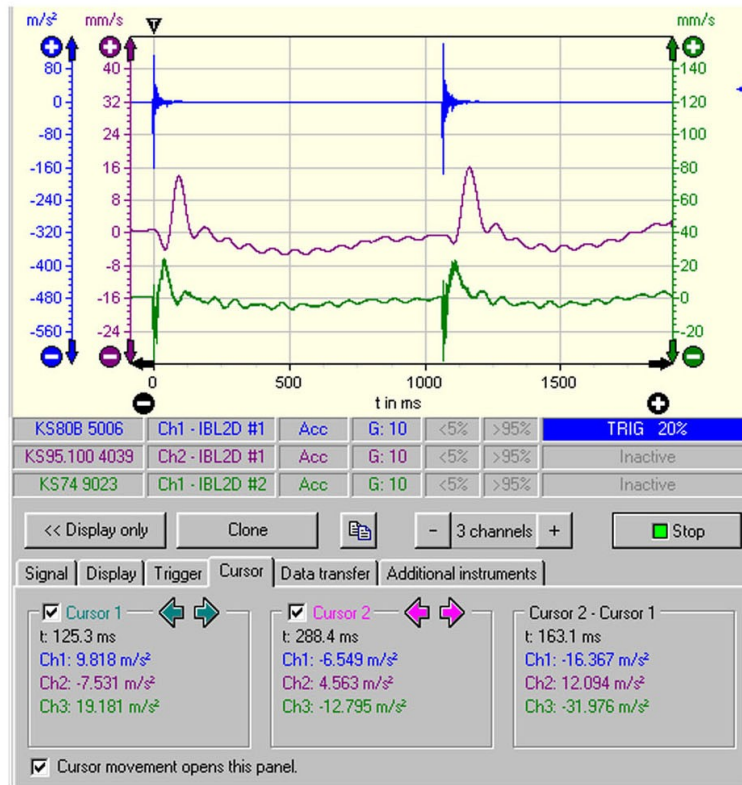 m/s² mm/s mm/s
T
80 40 140
0 32 120
-80 24 100
-160 16 80
-240 8 60
-320 0 40
-400 -8 20
-480 -16 0
-560 -24 -20
0 500 1000 1500
t in ms
KS80B 5006 Ch1 - IBL2D #1 Acc G: 10 <5% >95% TRIG 20%
KS95.100 4039 Ch2 - IBL2D #1 Acc G: 10 <5% >95% Inactive
KS74 9023 Ch1 - IBL2D #2 Acc G: 10 <5% >95% Inactive
<< Display only Clone - 3 channels + Stop
Signal Display Trigger Cursor Data transfer Additional instruments
Cursor 1 Cursor 2 Cursor 2 - Cursor 1
t: 125.3 ms t: 288.4 ms t: 163.1 ms
Ch1: 9.818 m/s² Ch1: -6.549 m/s² Ch1: -16.367 m/s²
Ch2: -7.531 m/s² Ch2: 4.563 m/s² Ch2: 12.094 m/s²
Ch3: 19.181 m/s² Ch3: -12.795 m/s² Ch3: -31.976 m/s²
Cursor movement opens this panel.